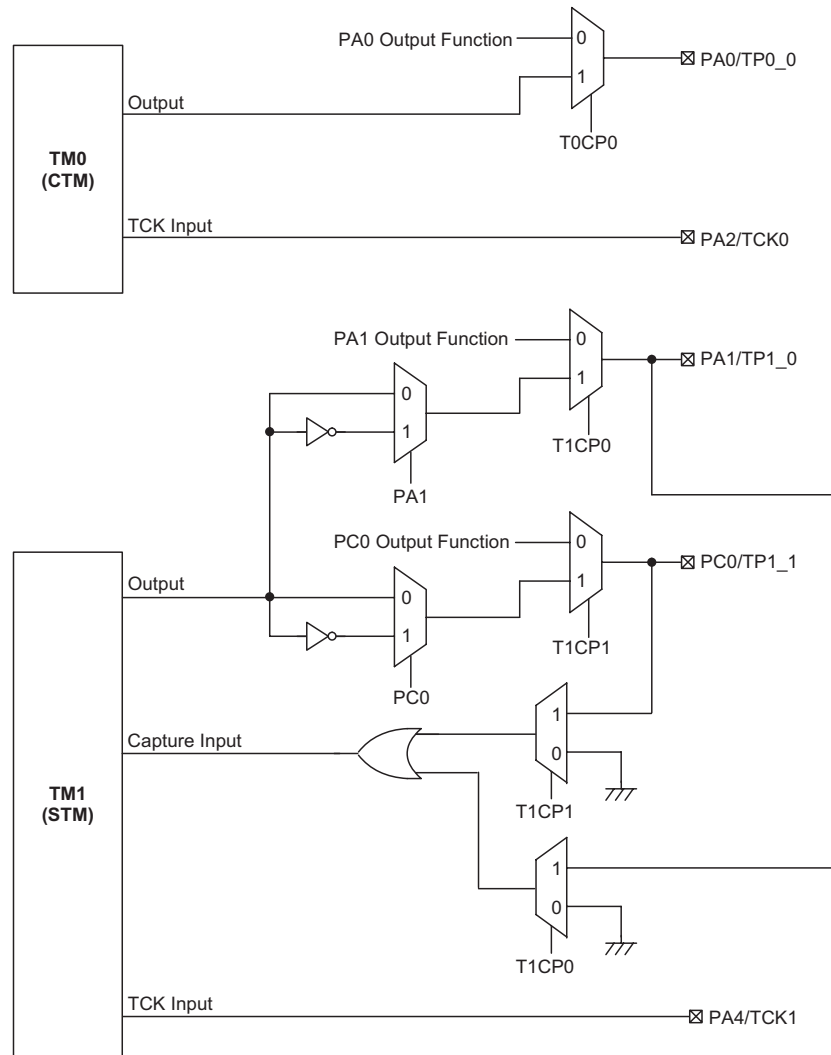 PA0 Output Function
0
1
PA0/TP0_0
Output
T0CP0
TM0
(CTM)
TCK Input
PA2/TCK0
PA1 Output Function
0
1
PA1/TP1_0
0
1
T1CP0
PA1
PC0 Output Function
0
1
PC0/TP1_1
Output
0
1
T1CP1
PC0
1
Capture Input
0
TM1
(STM)
T1CP1
1
0
T1CP0
TCK Input
PA4/TCK1